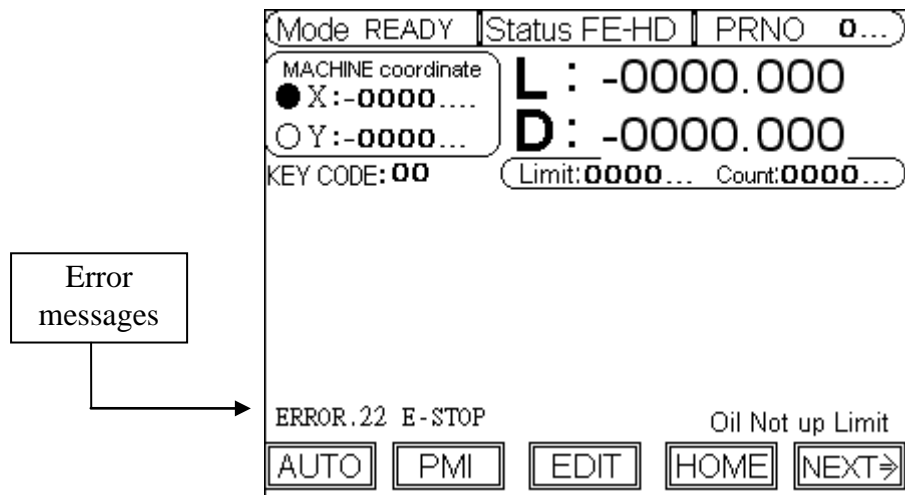 Mode READY Status FE-HD PRNO 0...
MACHINE coordinate
X:-0000....
Y:-0000...
L: -0000.000
D: -0000.000
KEY CODE:00 Limit:0000... Count:0000...
Error
messages
ERROR.22 E-STOP Oil Not up Limit
AUTO PMI EDIT HOME NEXT⇒